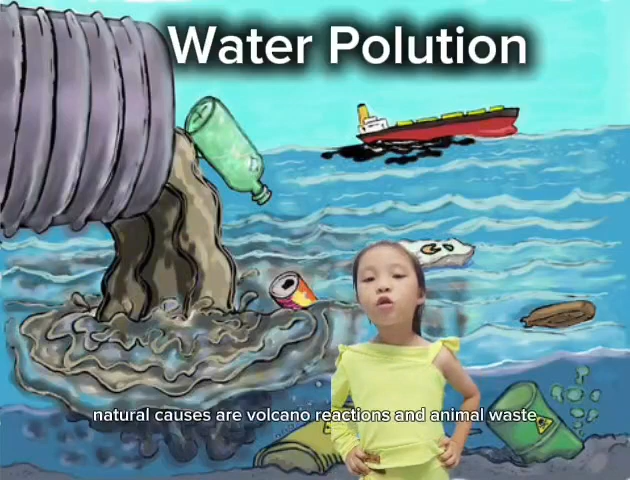 Water Polution
natural causes are volcano reactions and animal waste